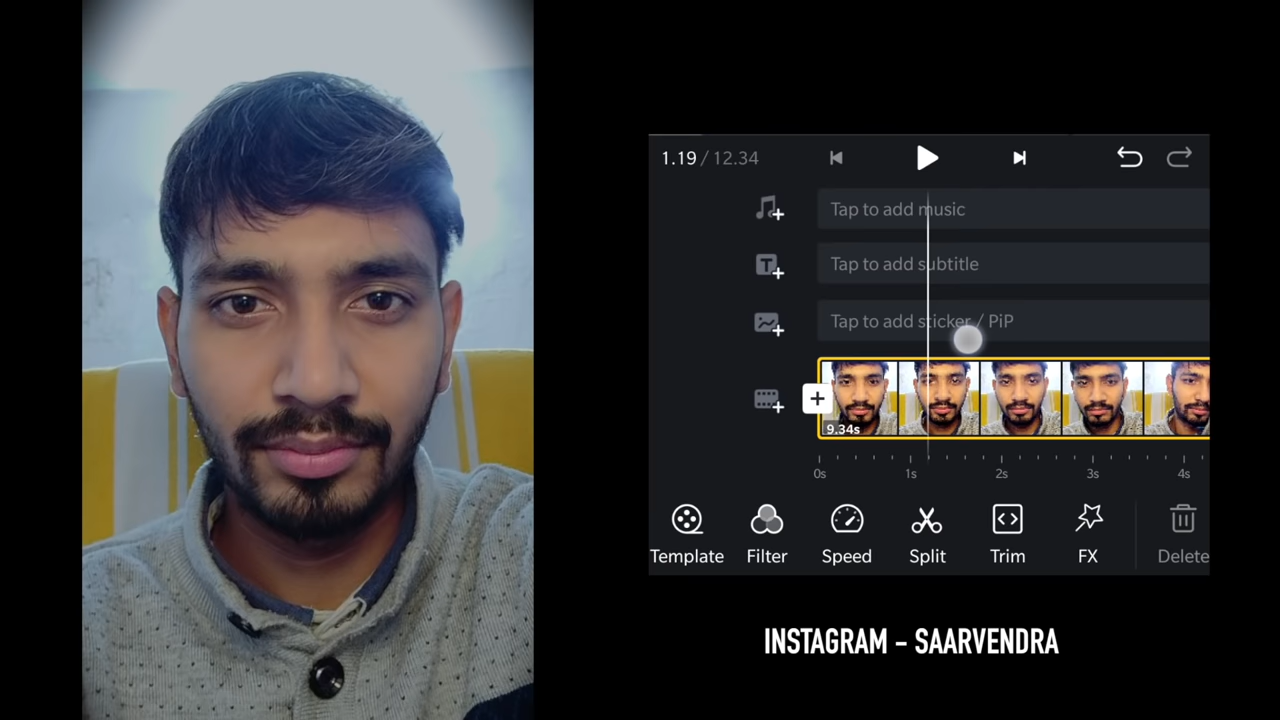 1.19 / 12.34
Tap to add music
T
Tap to add subtitle
Tap to add sticker / PiP
9.34s
0s 1s 2s 3s 4s
Template Filter Speed Split Trim FX Delete
INSTAGRAM - SAARVENDRA